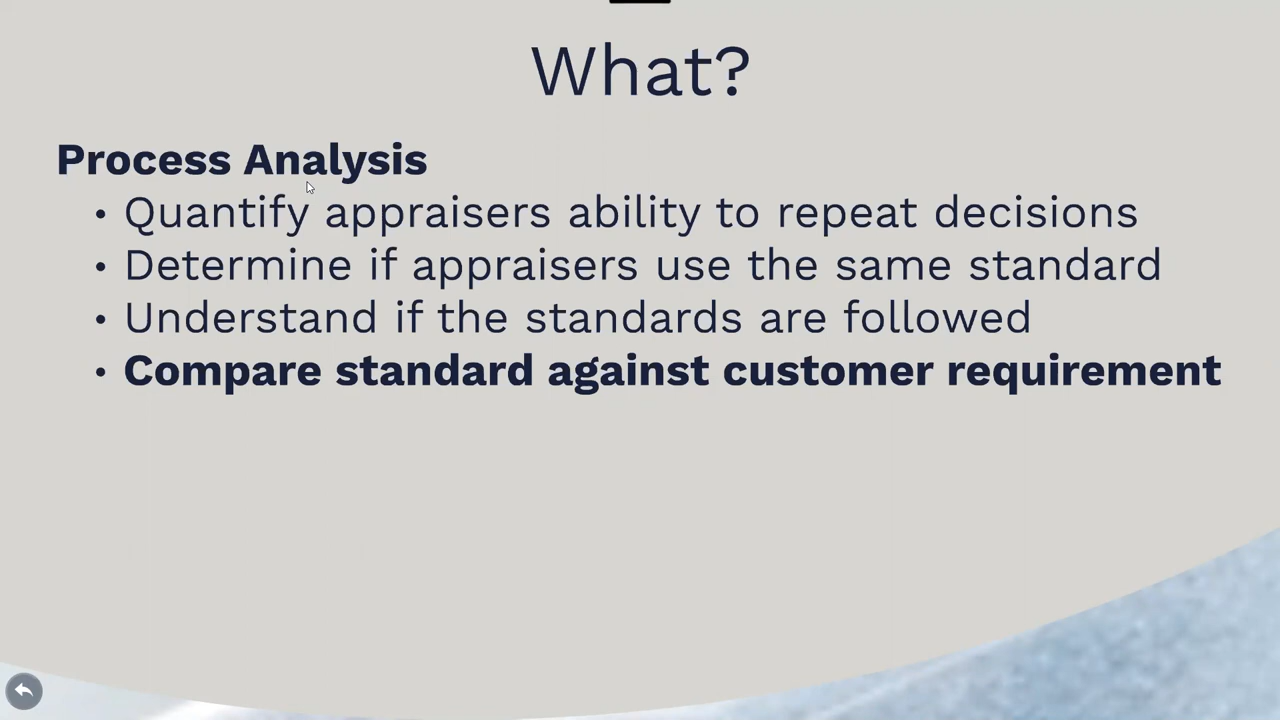 What?
Process Analysis
• Quantify appraisers ability to repeat decisions
• Determine if appraisers use the same standard
• Understand if the standards are followed
• Compare standard against customer requirement